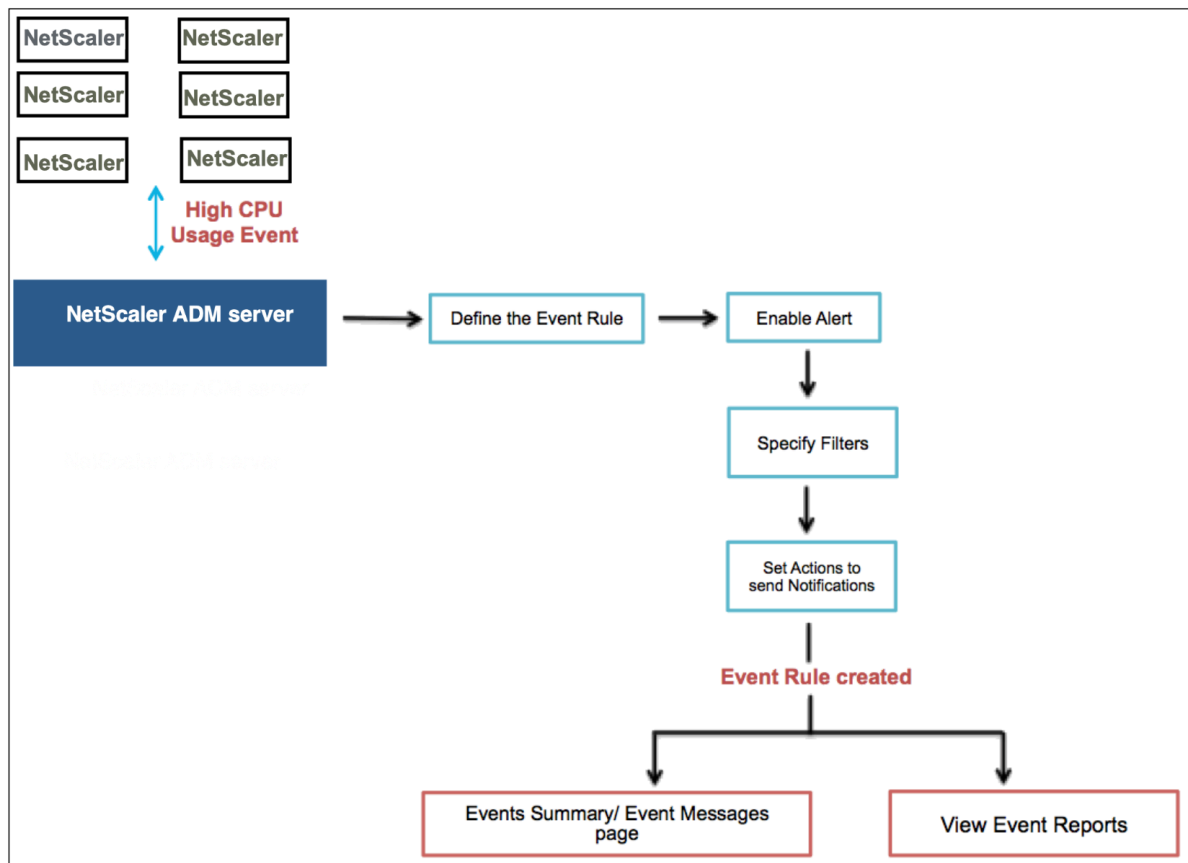 NetScaler
NetScaler
NetScaler
NetScaler
NetScaler
NetScaler
High CPU
Usage Event
NetScaler ADM server
Define the Event Rule
Enable Alert
Specify Filters
Set Actions to
send Notifications
Event Rule created
Events Summary/ Event Messages
page
View Event Reports